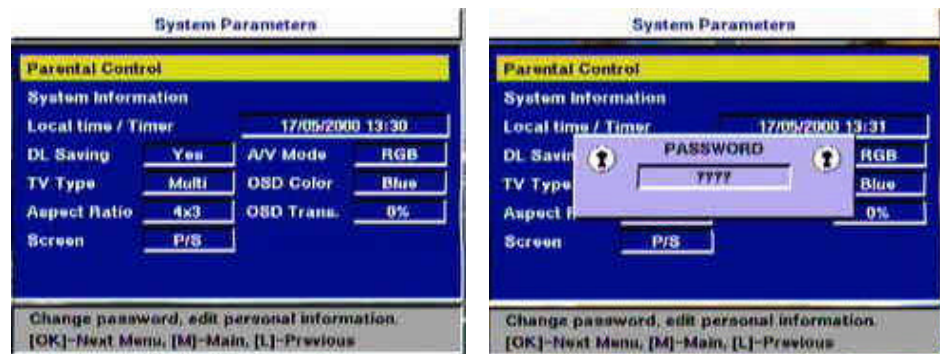 System Parameters
Parental Control
System Information
Local time / Timer 17/05/2000 13:30
DL Saving Yes A/V Mode RGB
TV Type Multi OSD Color Blue
Aspect Ratio 4x3 OSD Trans. 0%
Screen P/S
Change password, edit personal information.
[OK]-Next Menu, [M]-Main, [L]-Previous
System Parameters
Parental Control
System Information
Local time / Timer 17/05/2000 13:31
DL Savin RGB
PASSWORD
????
TV Type Blue
Aspect R 0%
Screen P/S
Change password, edit personal information.
[OK]-Next Menu, [M]-Main, [L]-Previous